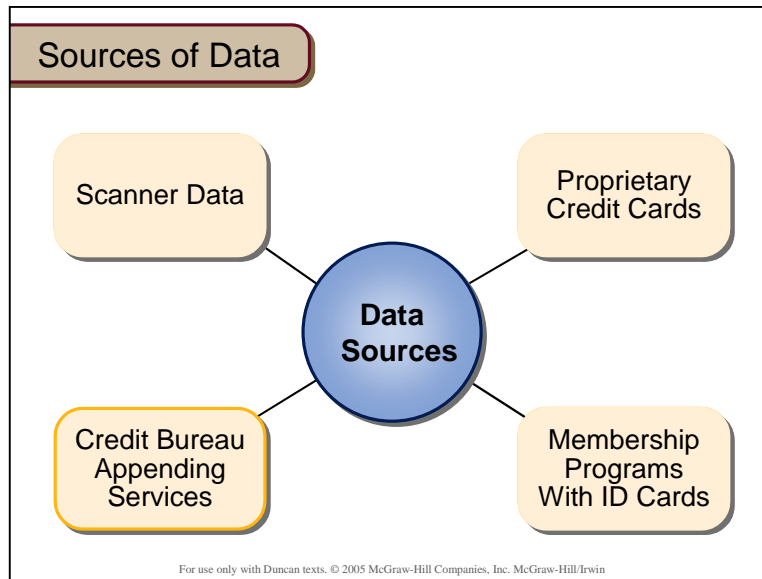 Sources of Data
Scanner Data
Proprietary
Credit Cards
Data
Sources
Credit Bureau
Appending
Services
Membership
Programs
With ID Cards
For use only with Duncan texts. © 2005 McGraw-Hill Companies, Inc. McGraw-Hill/Irwin